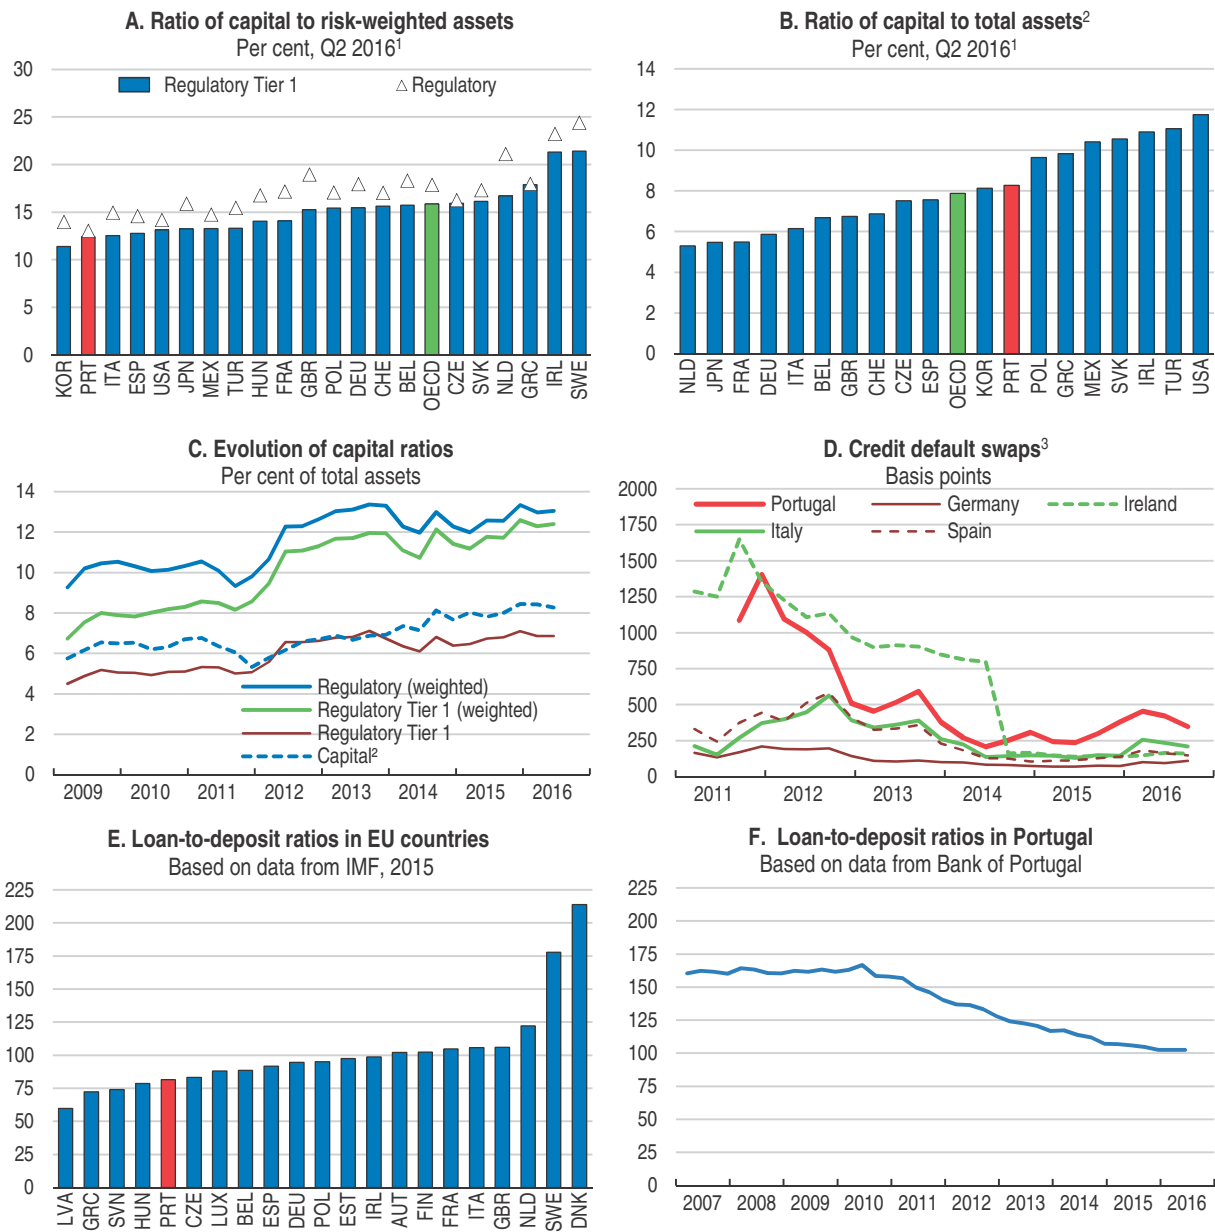 A. Ratio of capital to risk-weighted assets
Per cent, Q2 2016¹
30
25
20
15
10
5
0
Regulatory Tier 1
Regulatory
KOR PRT ITA ESP USA JPN MEX TUR HUN FRA GBR POL DEU CHE BEL OECD CZE SVK NLD GRC IRL SWE
B. Ratio of capital to total assets²
Per cent, Q2 2016¹
14
12
10
8
6
4
2
0
NLD JPN FRA DEU ITA BEL GBR CHE CZE ESP OECD KOR PRT POL GRC MEX SVK IRL TUR USA
C. Evolution of capital ratios
Per cent of total assets
14
12
10
8
6
4
2
0
Regulatory (weighted)
Regulatory Tier 1 (weighted)
Regulatory Tier 1
Capital²
2009 2010 2011 2012 2013 2014 2015 2016
D. Credit default swaps³
Basis points
2000
1750
1500
1250
1000
750
500
250
0
Portugal Germany Ireland
Italy Spain
2011 2012 2013 2014 2015 2016
E. Loan-to-deposit ratios in EU countries
Based on data from IMF, 2015
225
200
175
150
125
100
75
50
25
0
LVA GRC SVN HUN PRT CZE LUX BEL ESP DEU POL EST IRL AUT FIN FRA ITA GBR NLD SWE DNK
F. Loan-to-deposit ratios in Portugal
Based on data from Bank of Portugal
225
200
175
150
125
100
75
50
25
0
2007 2008 2009 2010 2011 2012 2013 2014 2015 2016